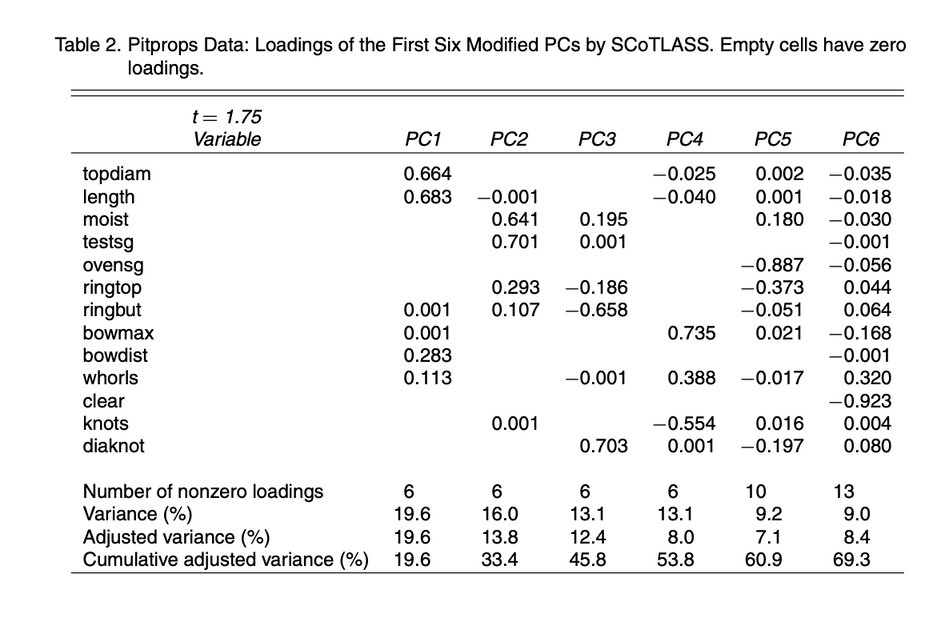 Table 2. Pitprops Data: Loadings of the First Six Modified PCs by SCoTLASS. Empty cells have zero
loadings.
t = 1.75
Variable PC1 PC2 PC3 PC4 PC5 PC6
topdiam 0.664 −0.025 0.002 −0.035
length 0.683 −0.001 −0.040 0.001 −0.018
moist 0.641 0.195 0.180 −0.030
testsg 0.701 0.001 −0.001
ovensg −0.887 −0.056
ringtop 0.293 −0.186 −0.373 0.044
ringbut 0.001 0.107 −0.658 −0.051 0.064
bowmax 0.001 0.735 0.021 −0.168
bowdist 0.283 −0.001
whorls 0.113 −0.001 0.388 −0.017 0.320
clear −0.923
knots 0.001 −0.554 0.016 0.004
diaknot 0.703 0.001 −0.197 0.080
Number of nonzero loadings 6 6 6 6 10 13
Variance (%) 19.6 16.0 13.1 13.1 9.2 9.0
Adjusted variance (%) 19.6 13.8 12.4 8.0 7.1 8.4
Cumulative adjusted variance (%) 19.6 33.4 45.8 53.8 60.9 69.3